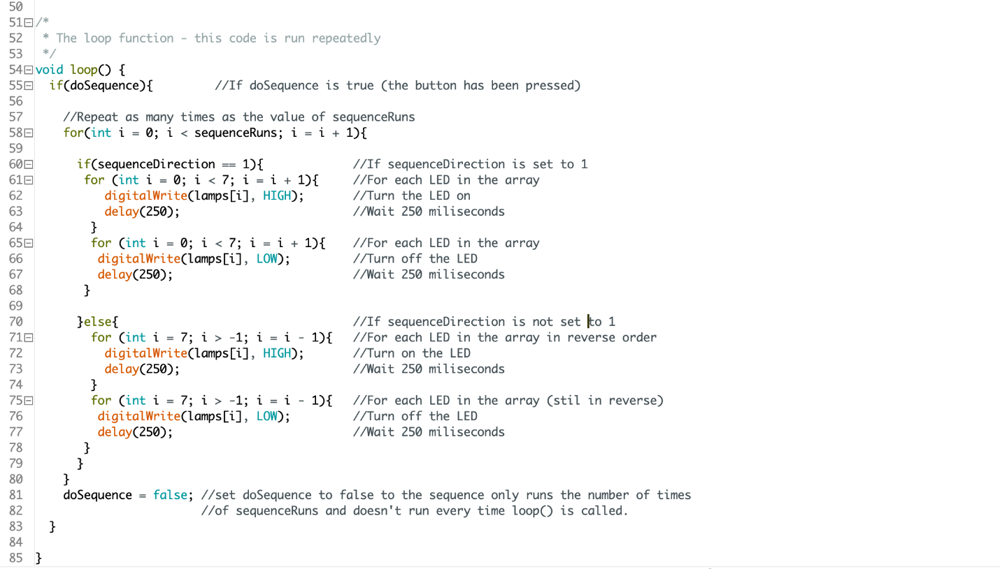 50
51 /*
52  * The loop function - this code is run repeatedly
53  */
54 void loop() {
55   if(doSequence){         //If doSequence is true (the button has been pressed)
56
57     //Repeat as many times as the value of sequenceRuns
58     for(int i = 0; i < sequenceRuns; i = i + 1){
59
60       if(sequenceDirection == 1){             //If sequenceDirection is set to 1
61        for (int i = 0; i < 7; i = i + 1){     //For each LED in the array
62           digitalWrite(lamps[i], HIGH);       //Turn the LED on
63           delay(250);                         //Wait 250 miliseconds
64         }
65         for (int i = 0; i < 7; i = i + 1){    //For each LED in the array
66          digitalWrite(lamps[i], LOW);         //Turn off the LED
67          delay(250);                          //Wait 250 miliseconds
68        }
69
70       }else{                                  //If sequenceDirection is not set to 1
71         for (int i = 7; i > -1; i = i - 1){   //For each LED in the array in reverse order
72           digitalWrite(lamps[i], HIGH);       //Turn on the LED
73           delay(250);                         //Wait 250 miliseconds
74         }
75         for (int i = 7; i > -1; i = i - 1){   //For each LED in the array (stil in reverse)
76          digitalWrite(lamps[i], LOW);         //Turn off the LED
77          delay(250);                          //Wait 250 miliseconds
78        }
79       }
80     }
81     doSequence = false; //set doSequence to false to the sequence only runs the number of times
82                         //of sequenceRuns and doesn't run every time loop() is called.
83   }
84
85 }